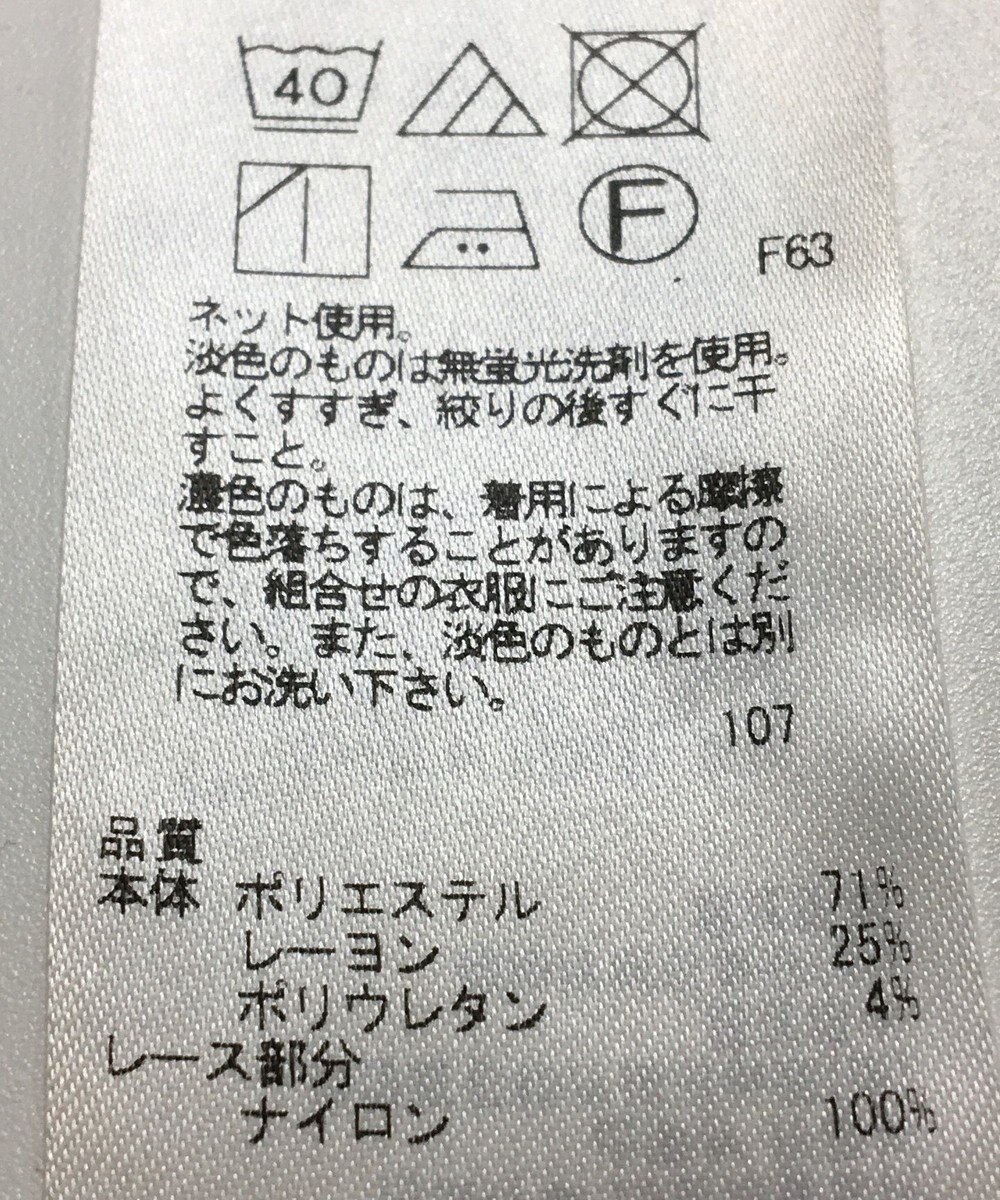 40
F
F63
ネット使用。
淡色のものは無蛍光洗剤を使用。
よくすすぎ、絞りの後すぐに干
すこと。
濃色のものは、着用による摩擦
で色落ちすることがありますの
で、組合せの衣服にご注意くだ
さい。また、淡色のものとは別
にお洗い下さい。
107
品質
本体 ポリエステル 71%
レーヨン 25%
ポリウレタン 4%
レース部分
ナイロン 100%